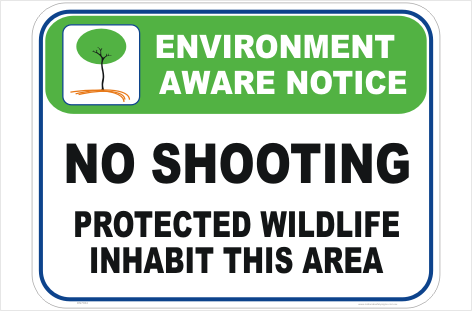 ENVIRONMENT
AWARE NOTICE
NO SHOOTING
PROTECTED WILDLIFE
INHABIT THIS AREA